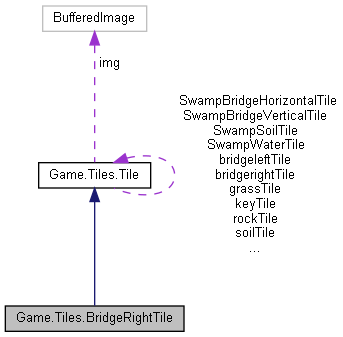 BufferedImage
img
SwampBridgeHorizontalTile
SwampBridgeVerticalTile
SwampSoilTile
SwampWaterTile
bridgeleftTile
bridgerightTile
grassTile
keyTile
rockTile
soilTile
...
Game.Tiles.Tile
Game.Tiles.BridgeRightTile